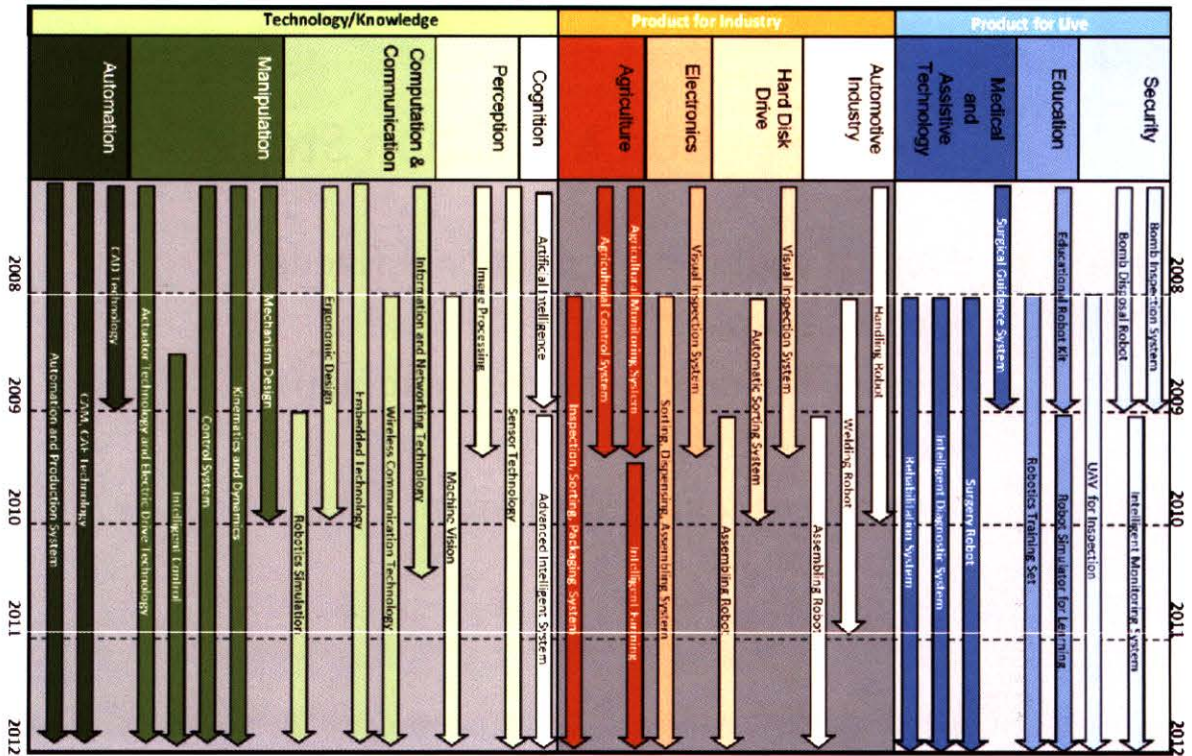 2008 2009 2010 2011 2012
Product for Live
Security
Bomb Inspection System
Bomb Disposal Robot
Intelligent Monitoring System
UAV for Inspection
Education
Educational Robot Kit
Robot Simulator for Learning
Robotics Training Set
Medical and
Assistive
Technology
Surgical Guidance System
Surgery Robot
Intelligent Diagnostic System
Rehabilitation System
Product for Industry
Automotive
Industry
Handling Robot
Welding Robot
Assembling Robot
Hard Disk
Drive
Visual Inspection System
Automatic Sorting System
Assembling Robot
Electronics
Visual Inspection System
Sorting, Dispensing, Assembling System
Agriculture
Agricultural Monitoring System
Intelligent Farming
Agricultural Control System
Inspection, Sorting, Packaging System
Technology/Knowledge
Cognition
Artificial Intelligence
Advanced Intelligent System
Perception
Sensor Technology
Image Processing
Machine Vision
Computation &
Communication
Information and Networking Technology
Wireless Communication Technology
Embedded Technology
Ergonomic Design
Robotics Simulation
Manipulation
Mechanism Design
Kinematics and Dynamics
Control System
Intelligent Control
Actuator Technology and Electric Drive Technology
Automation
CAD Technology
CAM, CAE Technology
Automation and Production System
2008 2009 2010 2011 2012